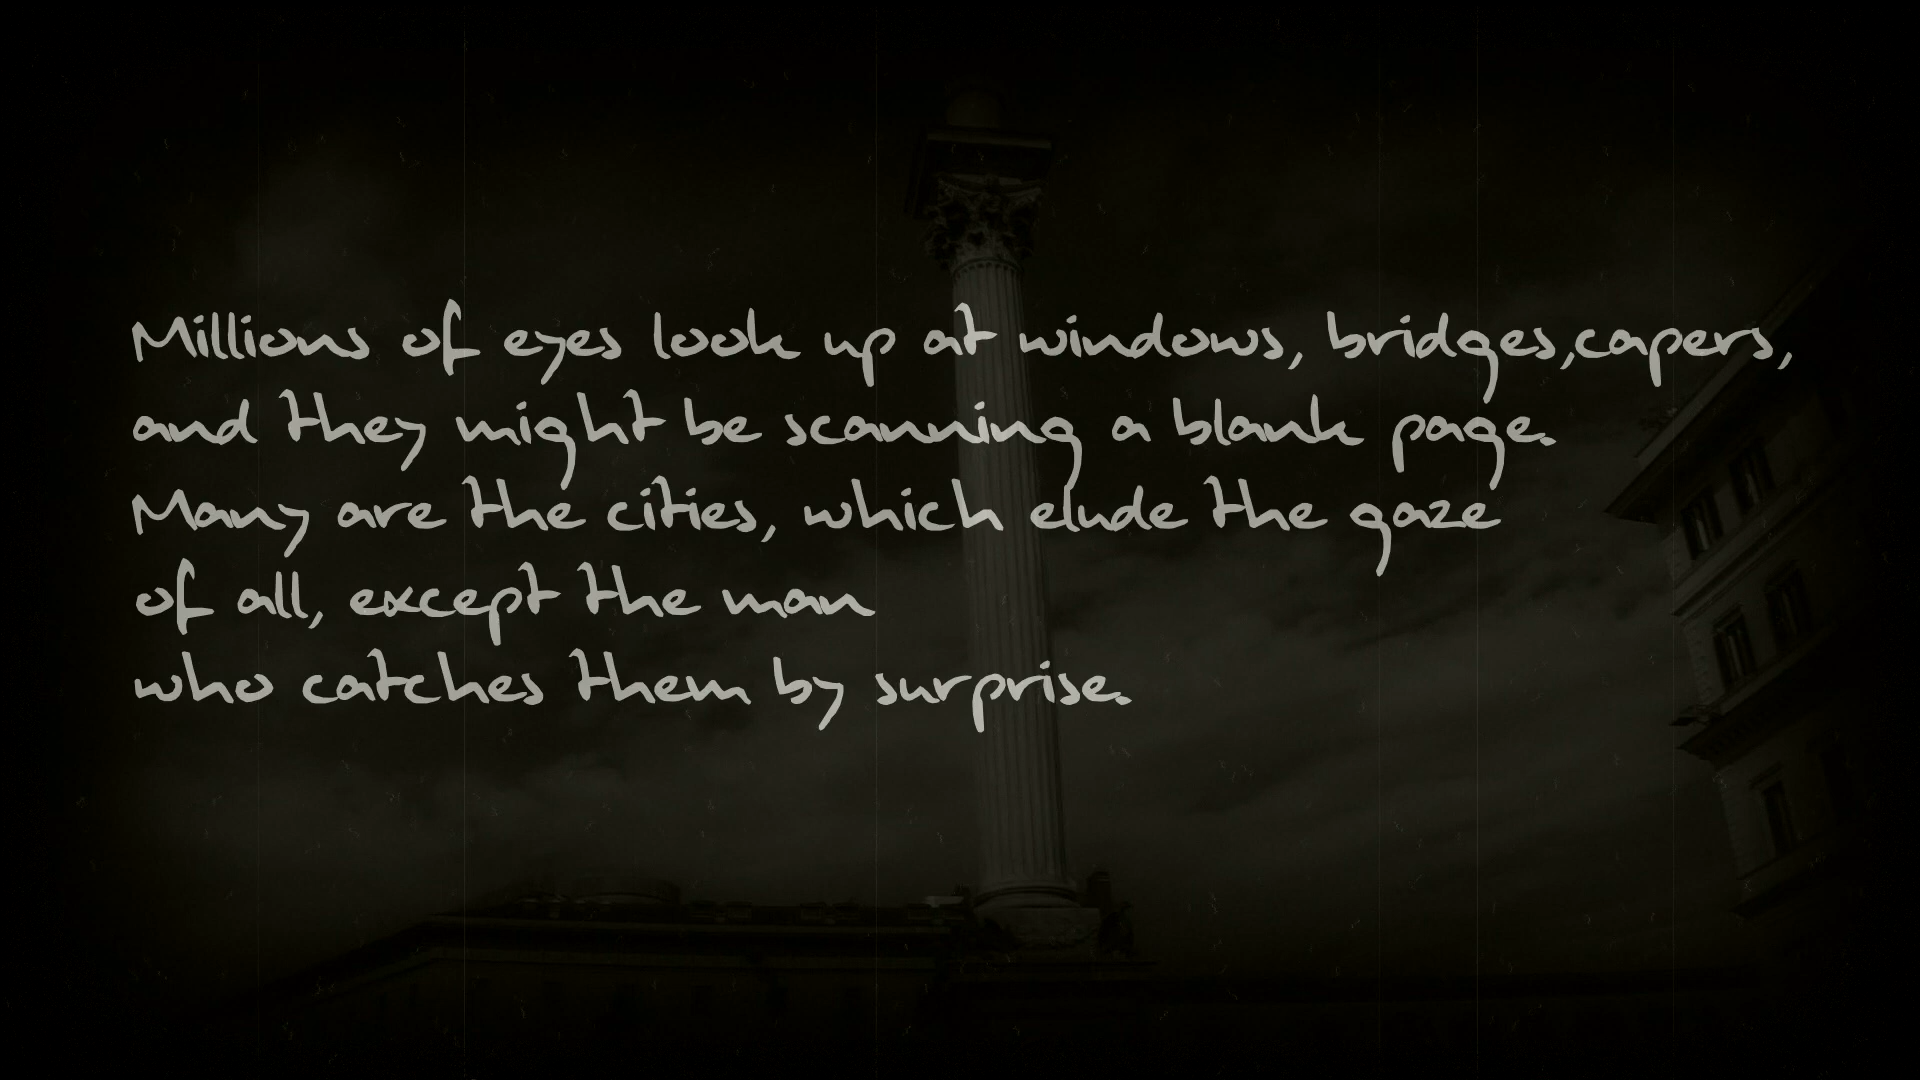 Millions of eyes look up at windows, bridges,capers,
and they might be scanning a blank page.
Many are the cities, which elude the gaze
of all, except the man
who catches them by surprise.